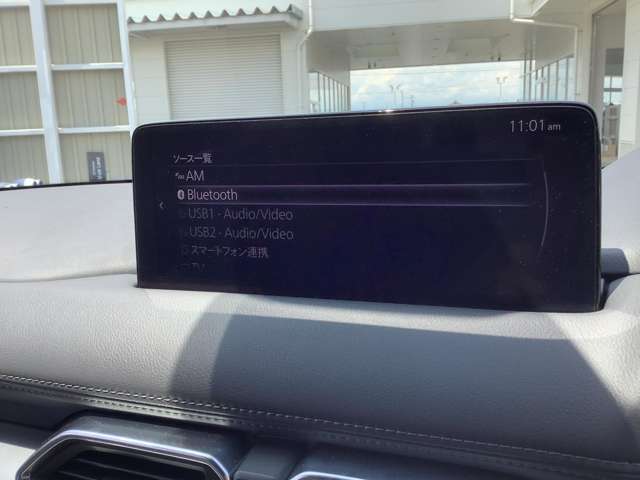 11:01 am
ソース一覧
AM
Bluetooth
USB1 - Audio/Video
USB2 - Audio/Video
スマートフォン連携
TV